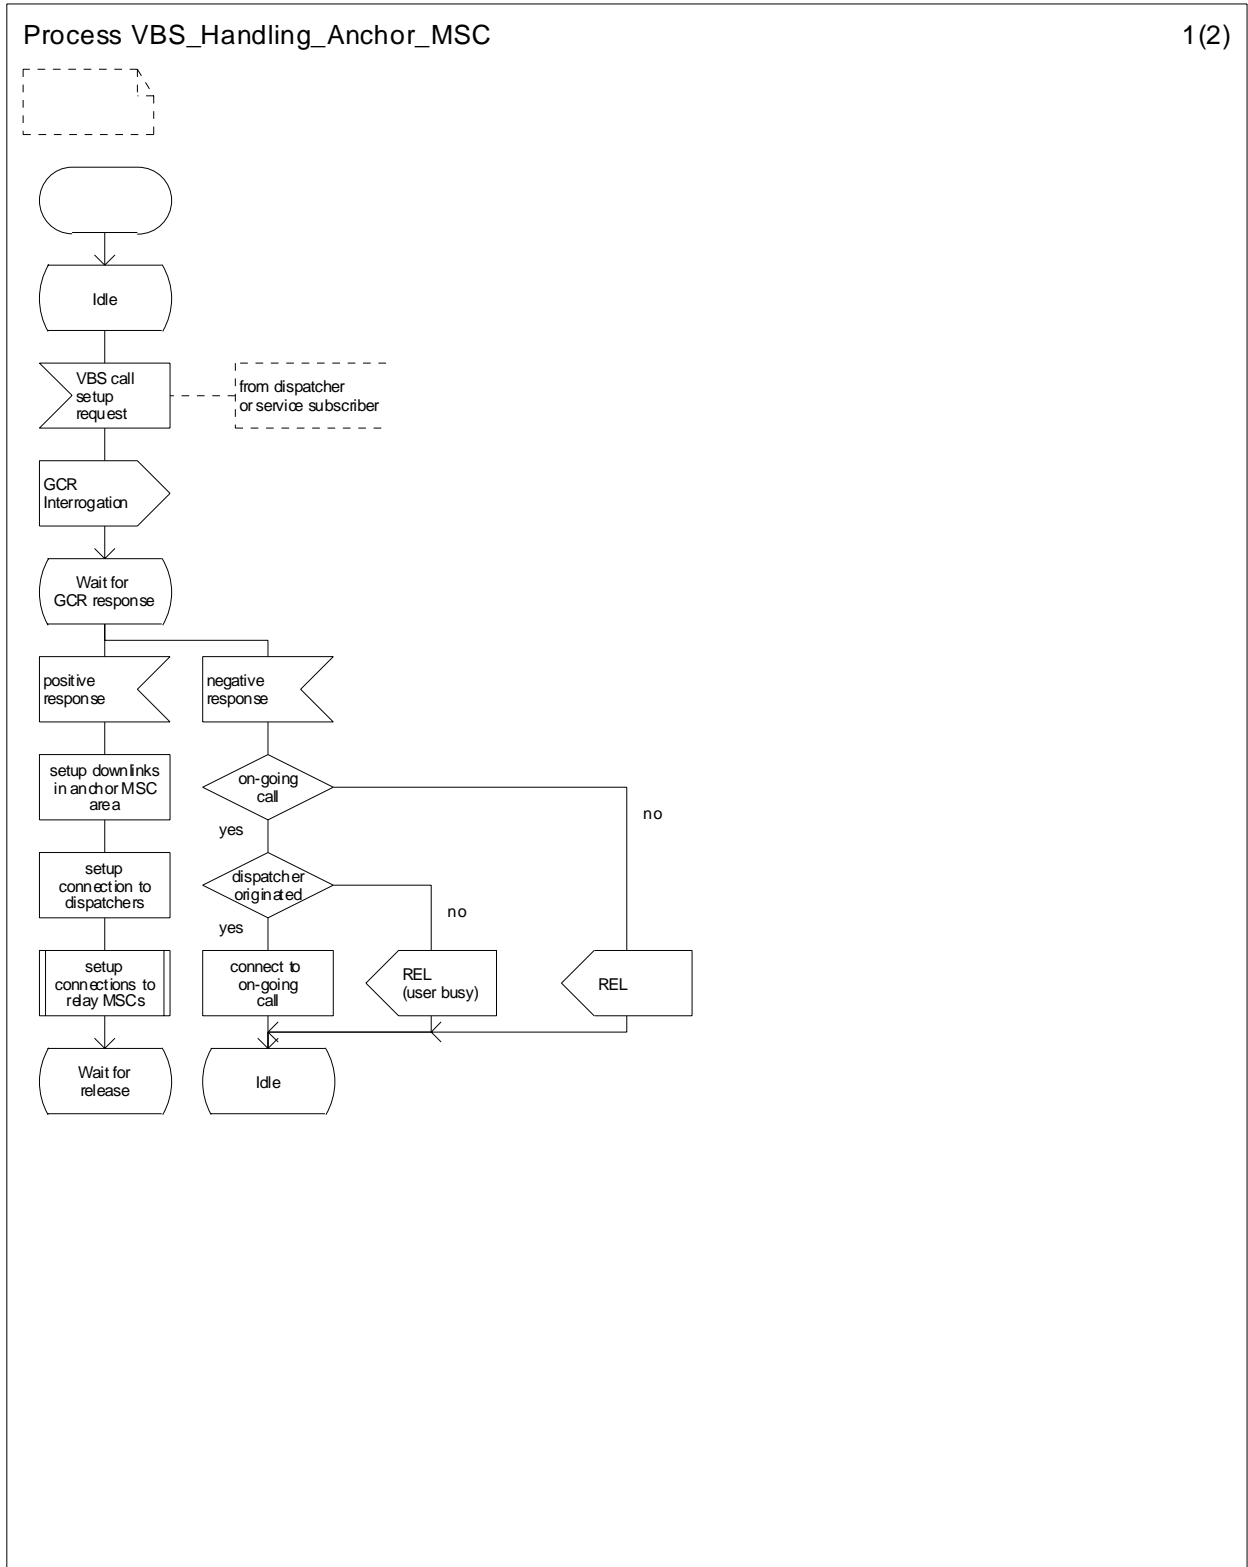 Process VBS_Handling_Anchor_MSC
1(2)
Idle
VBS call
setup
request
from dispatcher
or service subscriber
GCR
Interrogation
Wait for
GCR response
positive
response
negative
response
setup downlinks
in anchor MSC
area
on-going
call
no
yes
setup
connection to
dispatchers
dispatcher
originated
no
yes
setup
connections to
relay MSCs
connect to
on-going
call
REL
(user busy)
REL
Wait for
release
Idle